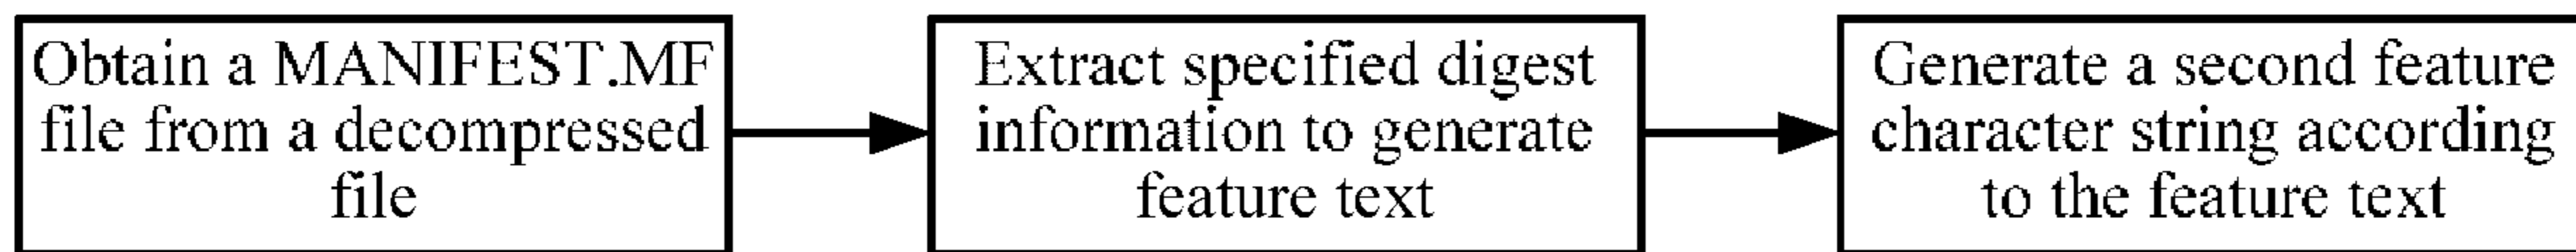 Obtain a MANIFEST.MF
file from a decompressed
file
Extract specified digest
information to generate
feature text
Generate a second feature
character string according
to the feature text